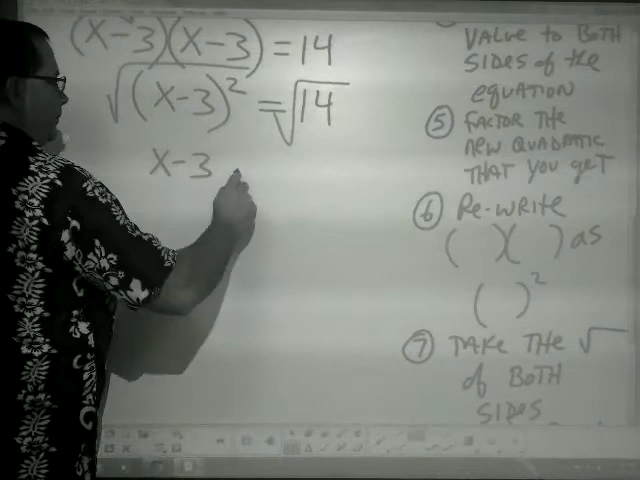 (x-3)(x-3) = 14
√(x-3)² = √14
x-3
VALUE to BOTH
SIDES of the
equation
⑤ FACTOR THE
new QUADRATIC
THAT you get
⑥ Re-write
( )( ) as
( )²
⑦ TAKE THE √
of BOTH
SIDES.